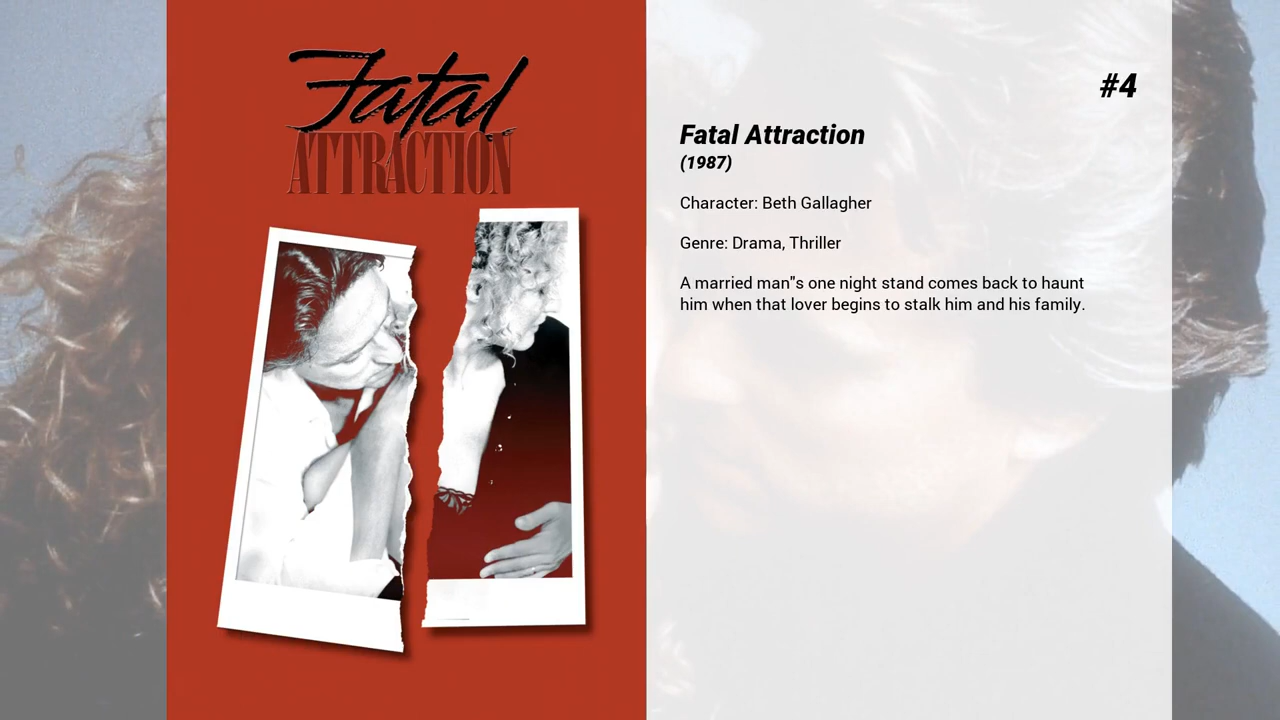 Fatal
ATTRACTION
#4
Fatal Attraction
(1987)
Character: Beth Gallagher
Genre: Drama, Thriller
A married man"s one night stand comes back to haunt
him when that lover begins to stalk him and his family.